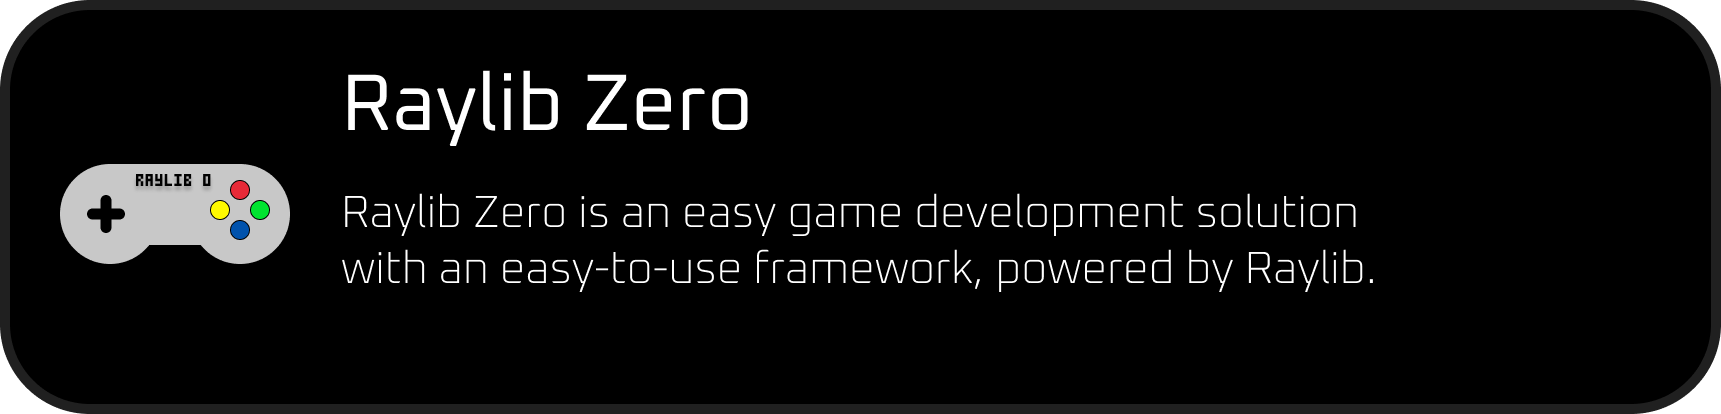 Raylib Zero
RAYLIB 0
Raylib Zero is an easy game development solution
with an easy-to-use framework, powered by Raylib.